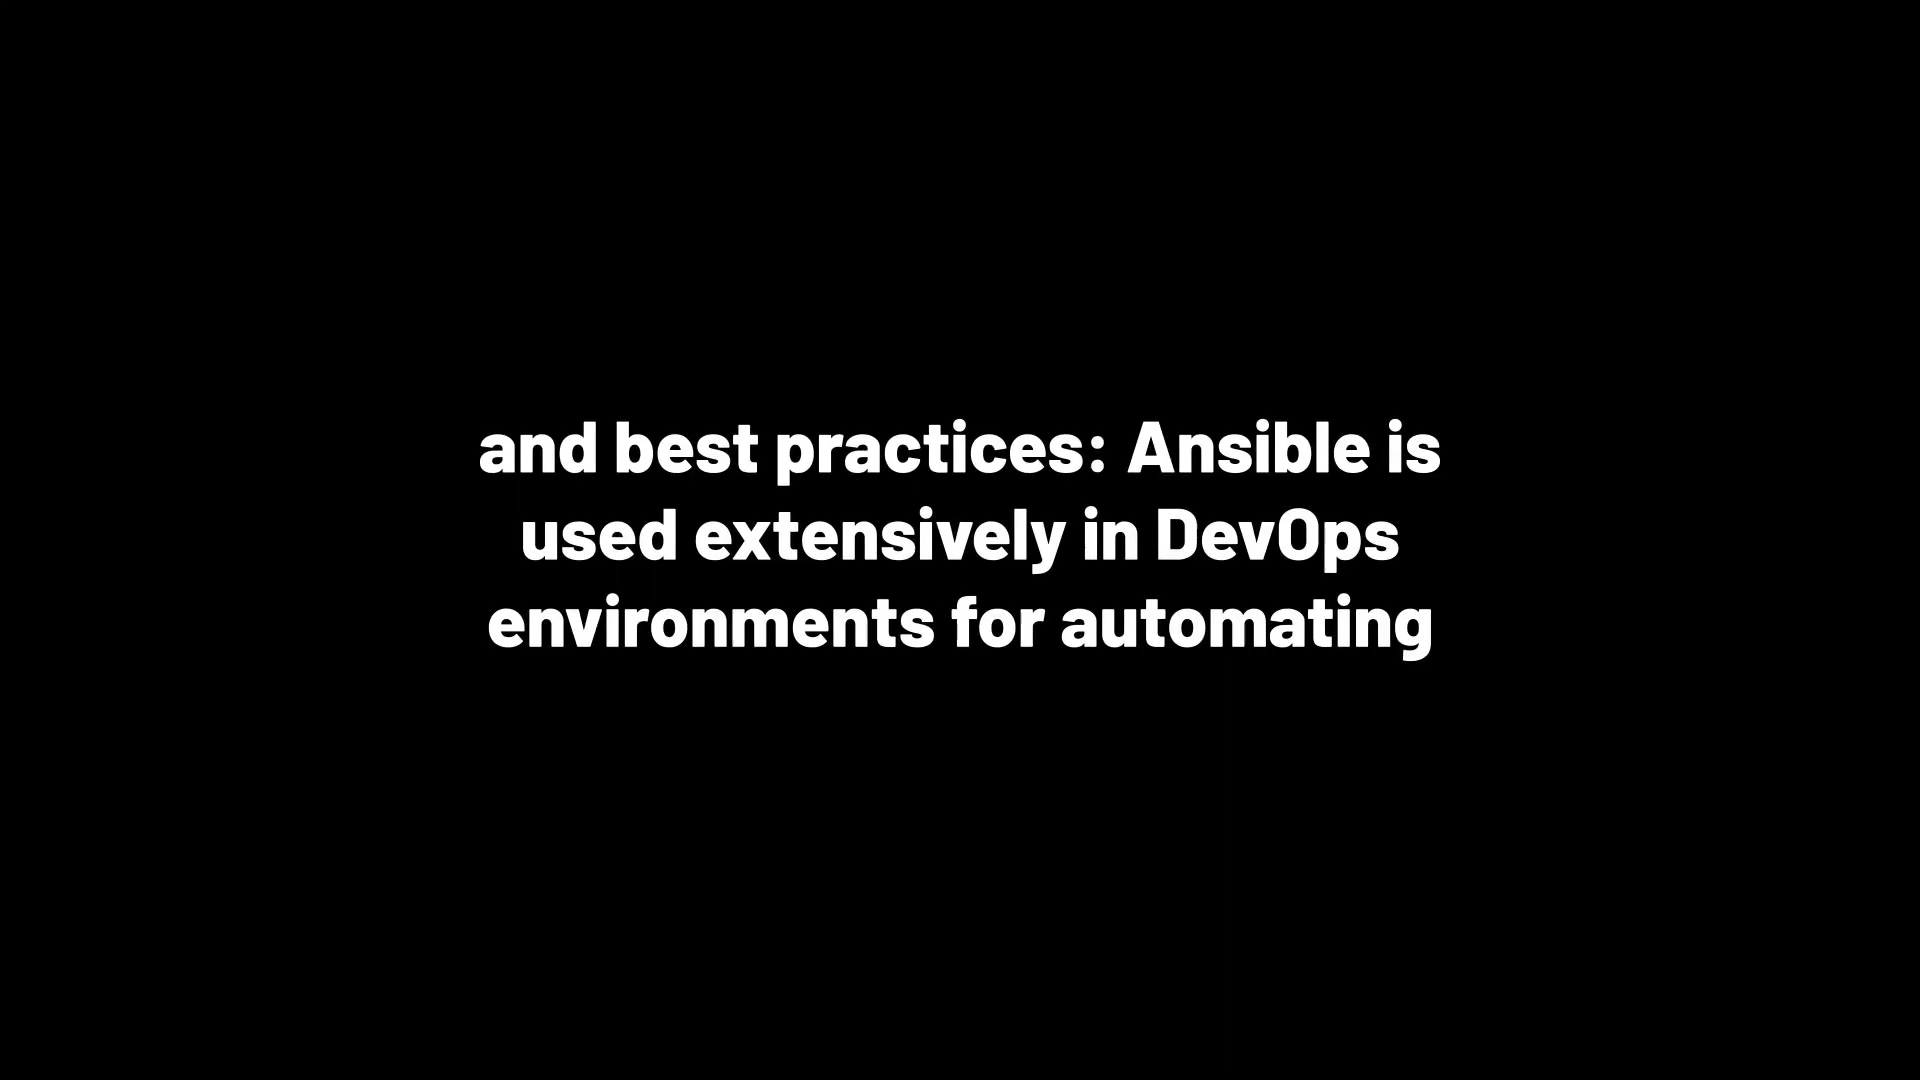 and best practices: Ansible is
used extensively in DevOps
environments for automating